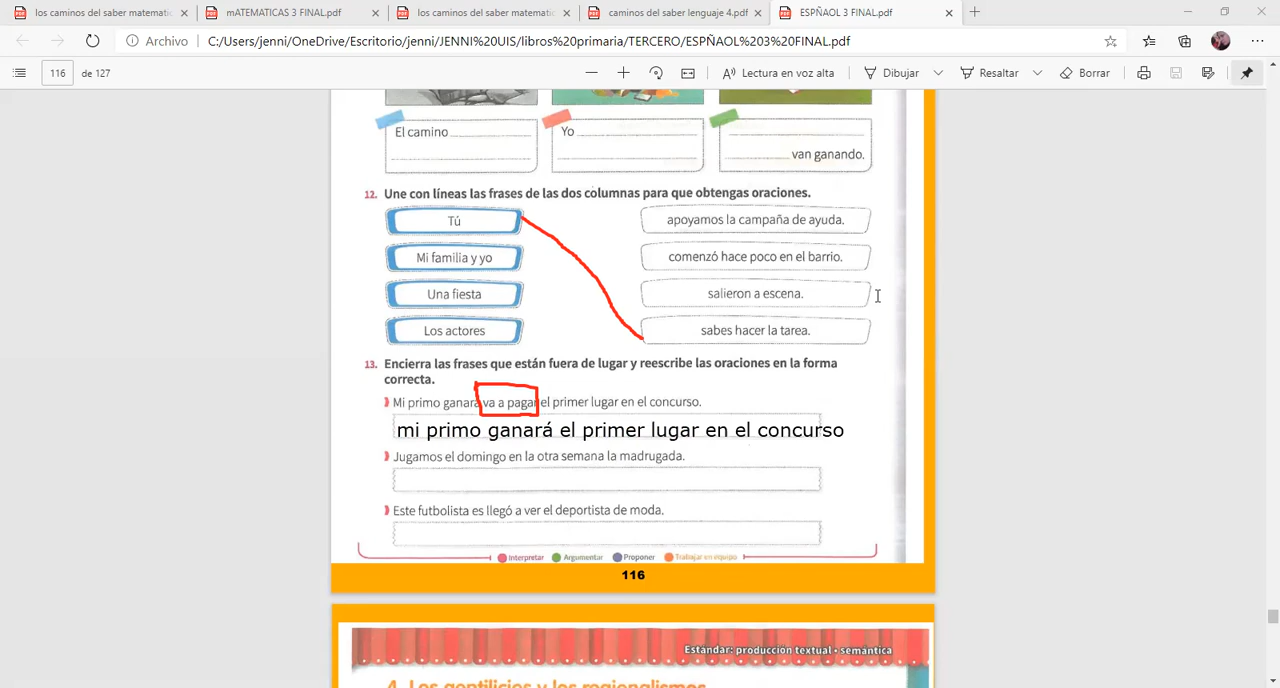 los caminos del saber matematic
mATEMATICAS 3 FINAL.pdf
los caminos del saber matematic
caminos del saber lenguaje 4.pdf
ESPÑAOL 3 FINAL.pdf
Archivo C:/Users/jenni/OneDrive/Escritorio/jenni/JENNI%20UIS/libros%20primaria/TERCERO/ESPÑAOL%203%20FINAL.pdf
116 de 127
Lectura en voz alta
Dibujar
Resaltar
Borrar
El camino
Yo
van ganando.
12. Une con líneas las frases de las dos columnas para que obtengas oraciones.
Tú apoyamos la campaña de ayuda.
Mi familia y yo comenzó hace poco en el barrio.
Una fiesta salieron a escena.
Los actores sabes hacer la tarea.
13. Encierra las frases que están fuera de lugar y reescribe las oraciones en la forma
correcta.
Mi primo ganará va a pagar el primer lugar en el concurso.
mi primo ganará el primer lugar en el concurso
Jugamos el domingo en la otra semana la madrugada.
Este futbolista es llegó a ver el deportista de moda.
Interpretar Argumentar Proponer Trabajar en equipo
116
Estándar: producción textual • semántica
4. Los gentilicios y los regionalismos